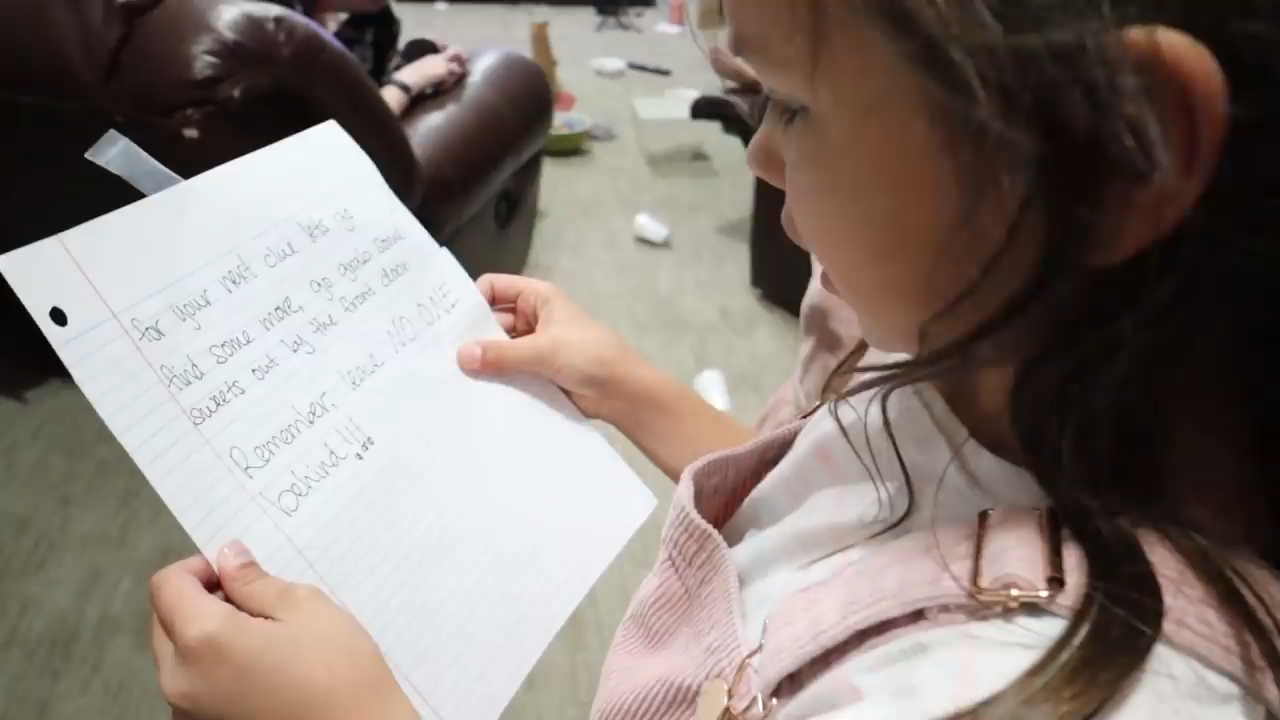 for your next clue lets go
find some more, go grab some
sweets out by the front door
Remember, leave NO ONE
behind!!!